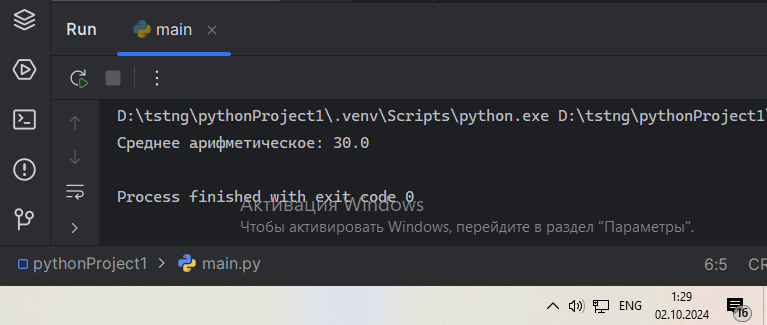 Run main
D:\tstng\pythonProject1\.venv\Scripts\python.exe D:\tstng\pythonProject1\
Среднее арифметическое: 30.0
Process finished with exit code 0
Активация Windows
Чтобы активировать Windows, перейдите в раздел "Параметры".
pythonProject1 > main.py 6:5 CR
ENG 1:29
02.10.2024 16